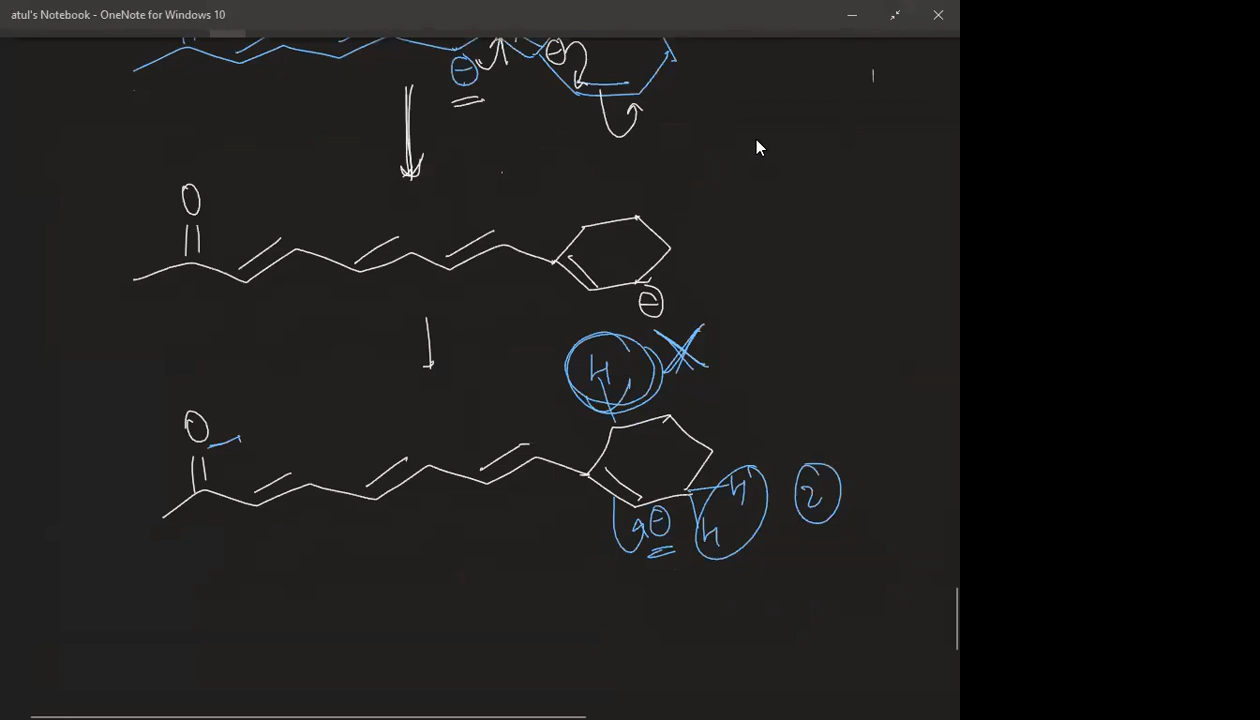 atul's Notebook - OneNote for Windows 10
Θ
Θ
O
Θ
H
O
H
Θ
H
2